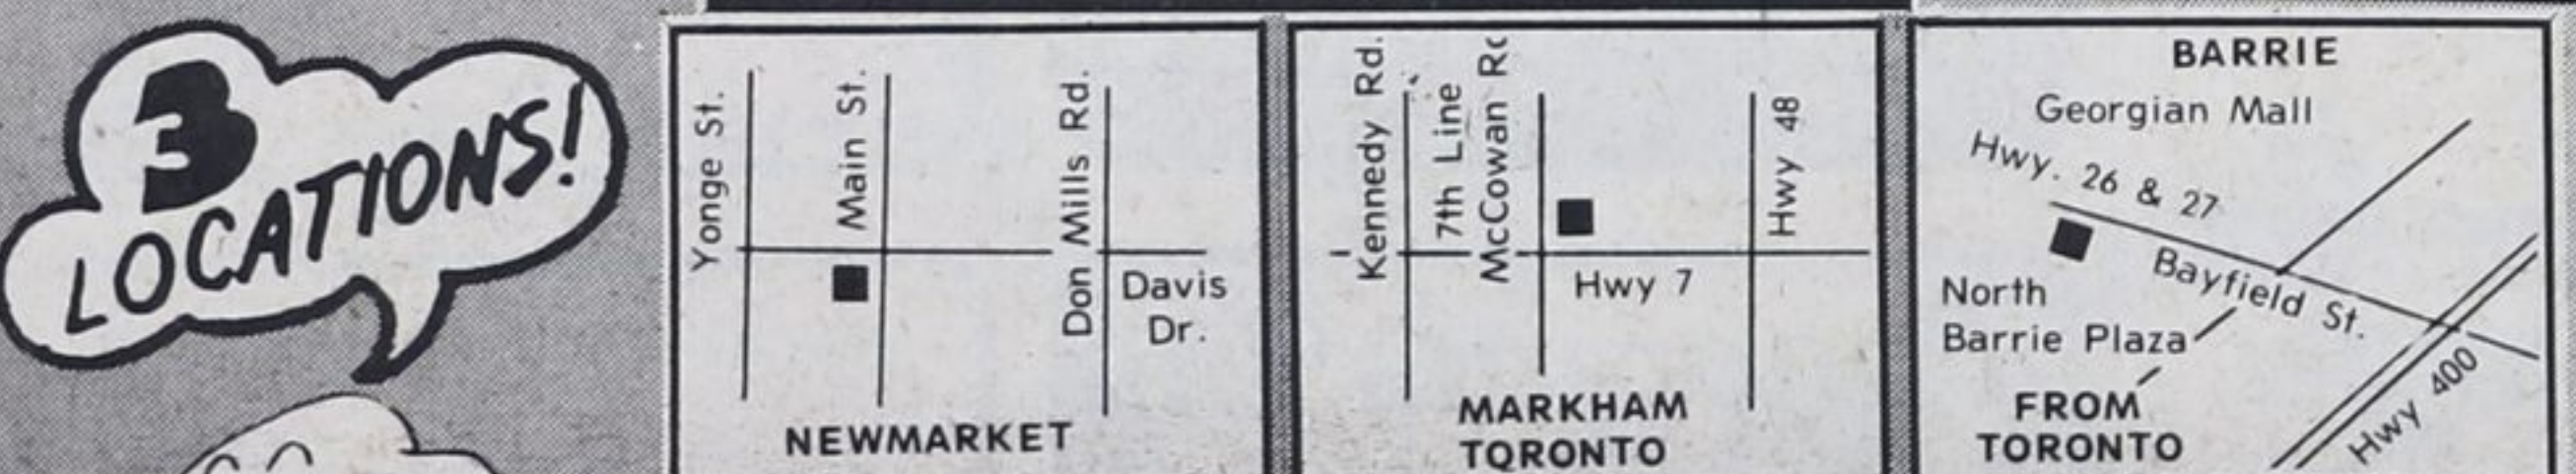 3
LOCATIONS!
Yonge St.
Main St.
Don Mills Rd.
Davis
Dr.
NEWMARKET
Kennedy Rd.
7th Line
McCowan
Hwy 48
Hwy 7
MARKHAM
TORONTO
BARRIE
Georgian Mall
Hwy. 26 & 27
Bayfield St.
North
Barrie Plaza
Hwy 400
FROM
TORONTO